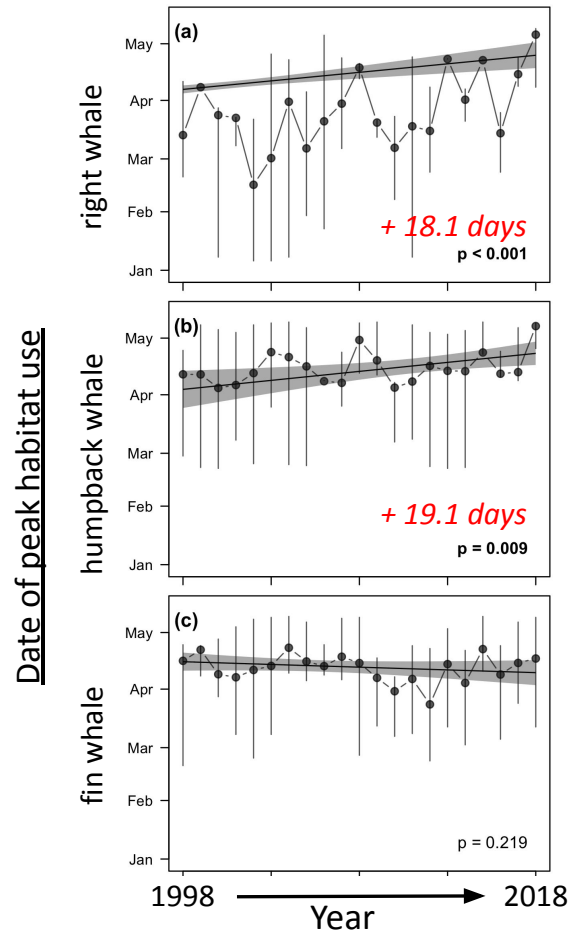 Date of peak habitat use
right whale
(a)
May
Apr
Mar
Feb
Jan
+ 18.1 days
p < 0.001
humpback whale
(b)
May
Apr
Mar
Feb
Jan
+ 19.1 days
p = 0.009
fin whale
(c)
May
Apr
Mar
Feb
Jan
p = 0.219
1998 2018
Year